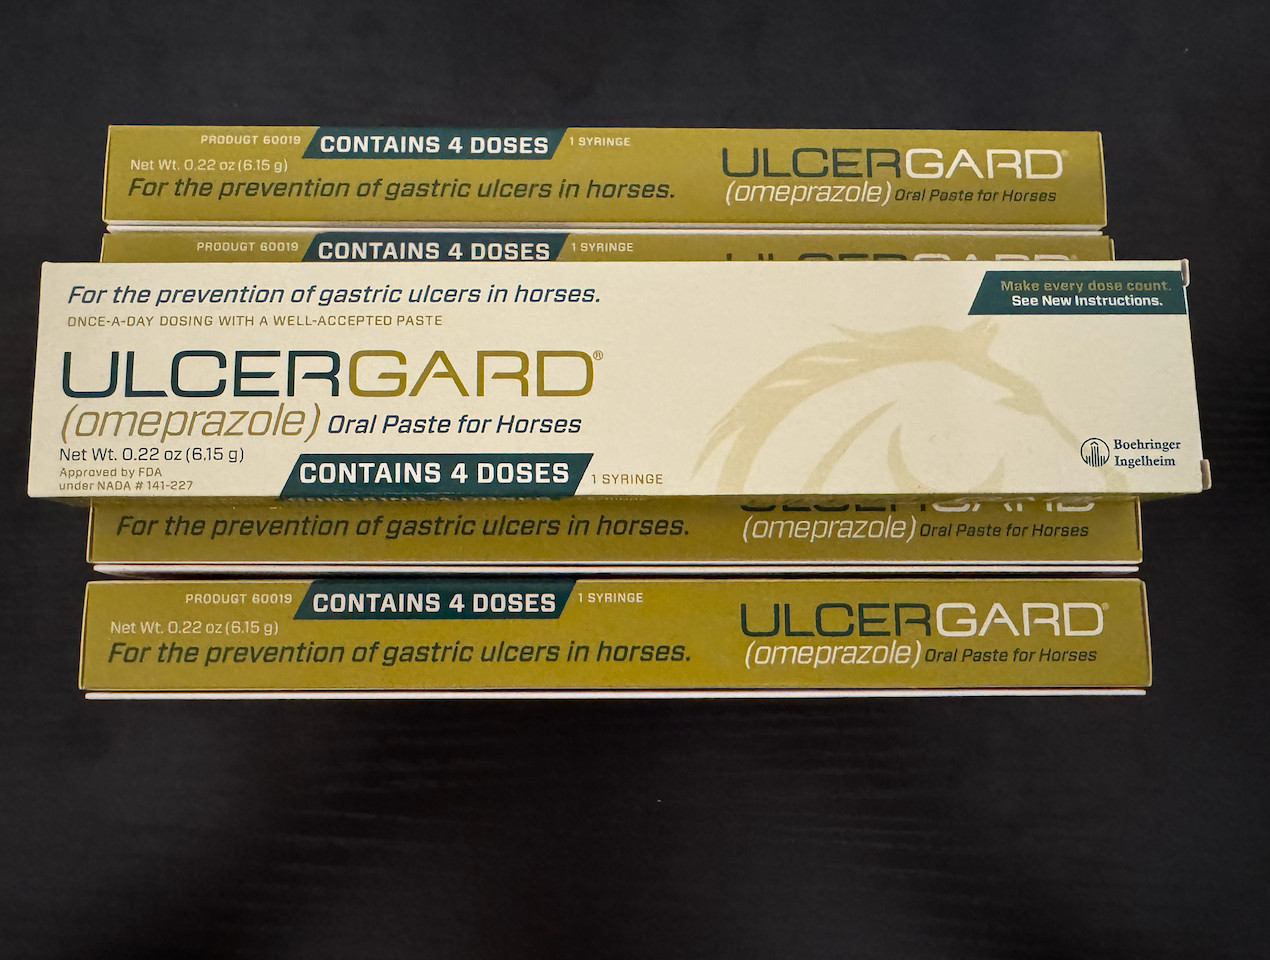 PRODUCT 60019 CONTAINS 4 DOSES 1 SYRINGE
Net Wt. 0.22 oz (6.15 g)
For the prevention of gastric ulcers in horses.
ULCERGARD®
(omeprazole) Oral Paste for Horses
PRODUCT 60019 CONTAINS 4 DOSES 1 SYRINGE
ULCERGARD
For the prevention of gastric ulcers in horses.
ONCE-A-DAY DOSING WITH A WELL-ACCEPTED PASTE
ULCERGARD®
(omeprazole) Oral Paste for Horses
Net Wt. 0.22 oz (6.15 g)
Approved by FDA
under NADA # 141-227
CONTAINS 4 DOSES 1 SYRINGE
Make every dose count.
See New Instructions.
Boehringer
Ingelheim
For the prevention of gastric ulcers in horses.
ULCERGARD
(omeprazole) Oral Paste for Horses
PRODUCT 60019 CONTAINS 4 DOSES 1 SYRINGE
Net Wt. 0.22 oz (6.15 g)
For the prevention of gastric ulcers in horses.
ULCERGARD®
(omeprazole) Oral Paste for Horses